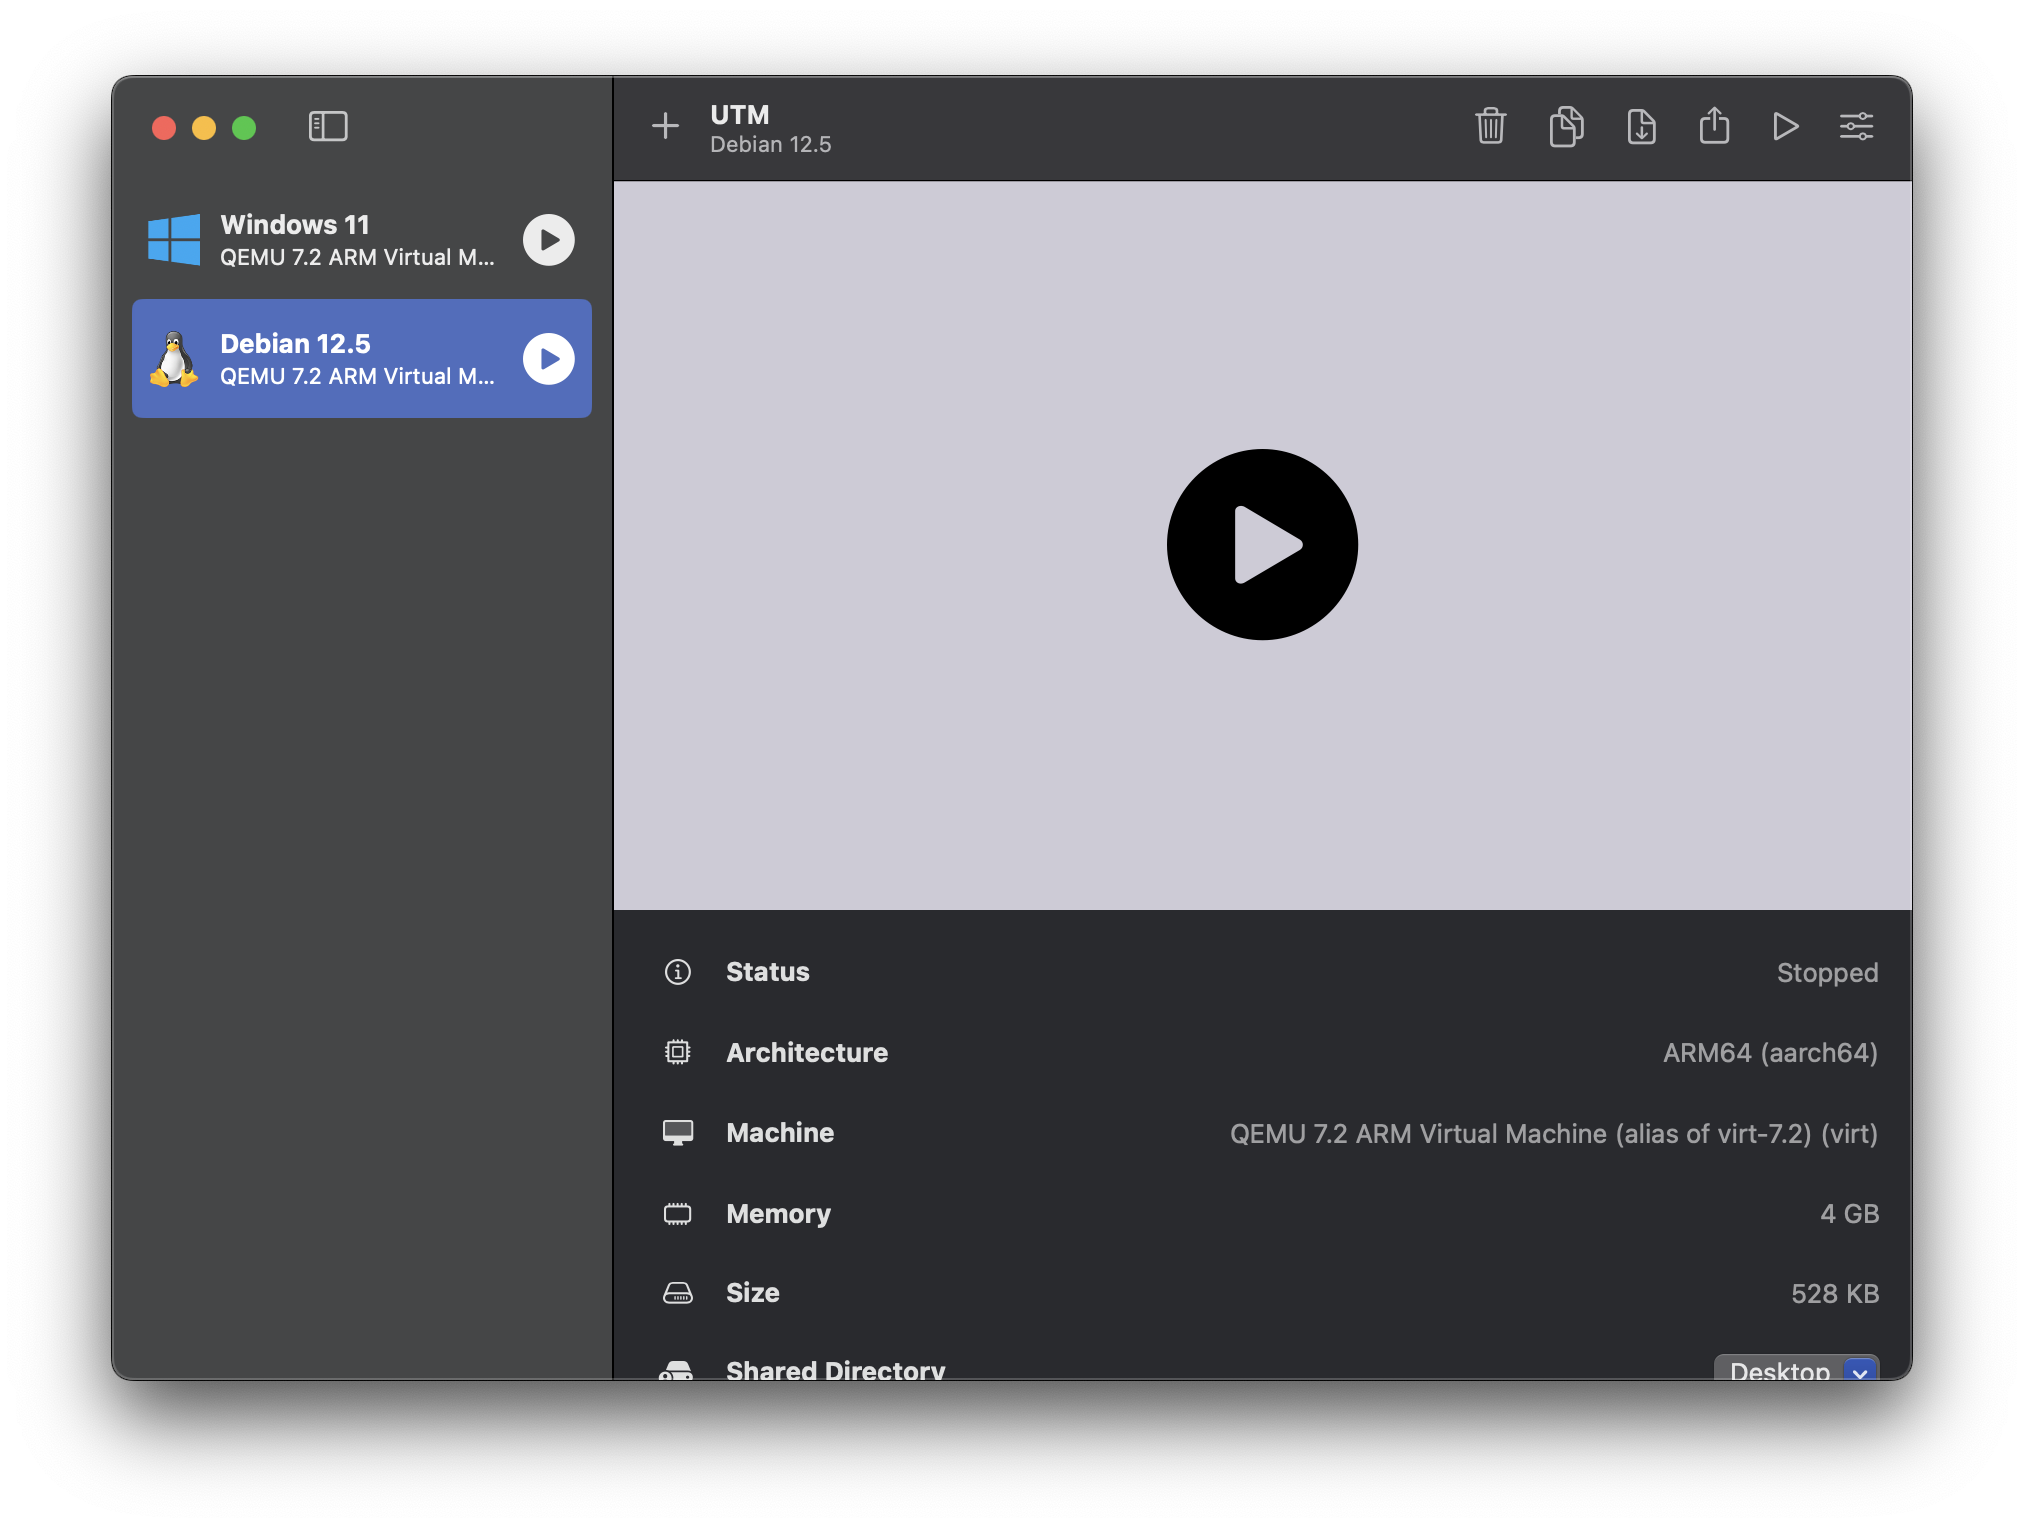 UTM
Debian 12.5
Windows 11
QEMU 7.2 ARM Virtual M...
Debian 12.5
QEMU 7.2 ARM Virtual M...
Status
Stopped
Architecture
ARM64 (aarch64)
Machine
QEMU 7.2 ARM Virtual Machine (alias of virt-7.2) (virt)
Memory
4 GB
Size
528 KB
Shared Directory
Desktop